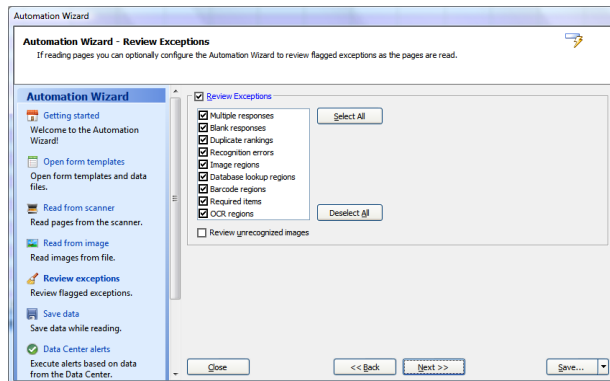 Automation Wizard
Automation Wizard - Review Exceptions
If reading pages you can optionally configure the Automation Wizard to review flagged exceptions as the pages are read.
Automation Wizard
Getting started
Welcome to the Automation
Wizard!
Open form templates
Open form templates and data
files.
Read from scanner
Read pages from the scanner.
Read from image
Read images from file.
Review exceptions
Review flagged exceptions.
Save data
Save data while reading.
Data Center alerts
Execute alerts based on data
from the Data Center.
Review Exceptions
Multiple responses
Blank responses
Duplicate rankings
Recognition errors
Image regions
Database lookup regions
Barcode regions
Required items
OCR regions
Select All
Deselect All
Review unrecognized images
Close
<< Back
Next >>
Save...